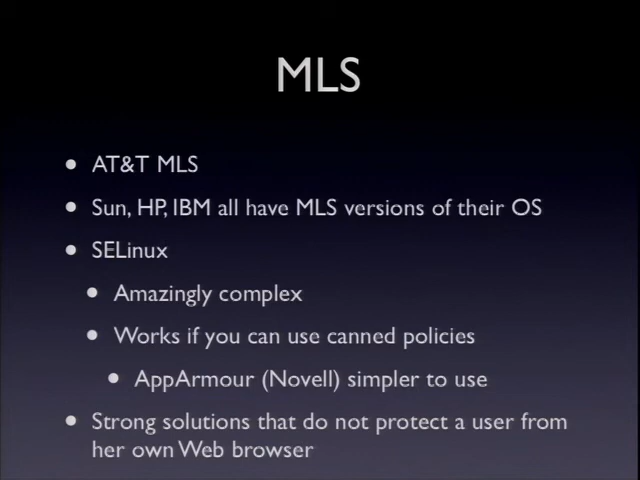 MLS
• AT&T MLS
• Sun, HP, IBM all have MLS versions of their OS
• SELinux
• Amazingly complex
• Works if you can use canned policies
• AppArmour (Novell) simpler to use
• Strong solutions that do not protect a user from
her own Web browser